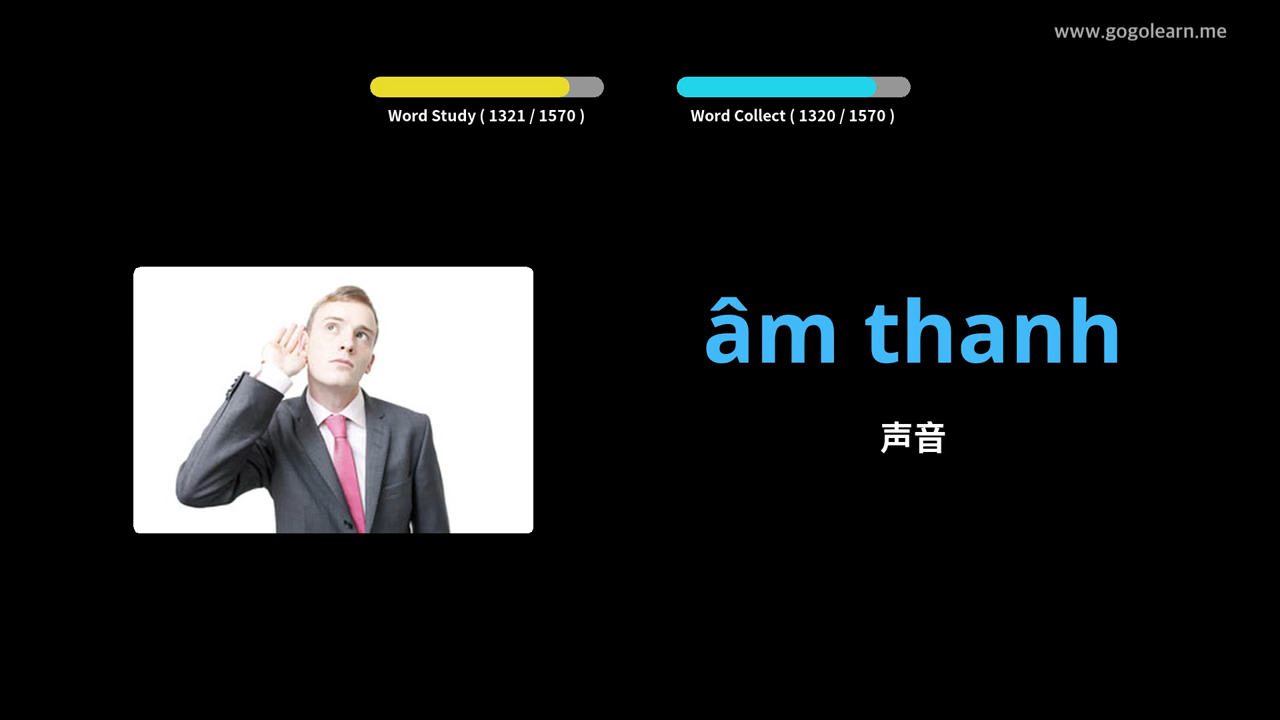 www.gogolearn.me
Word Study ( 1321 / 1570 )
Word Collect ( 1320 / 1570 )
âm thanh
声音